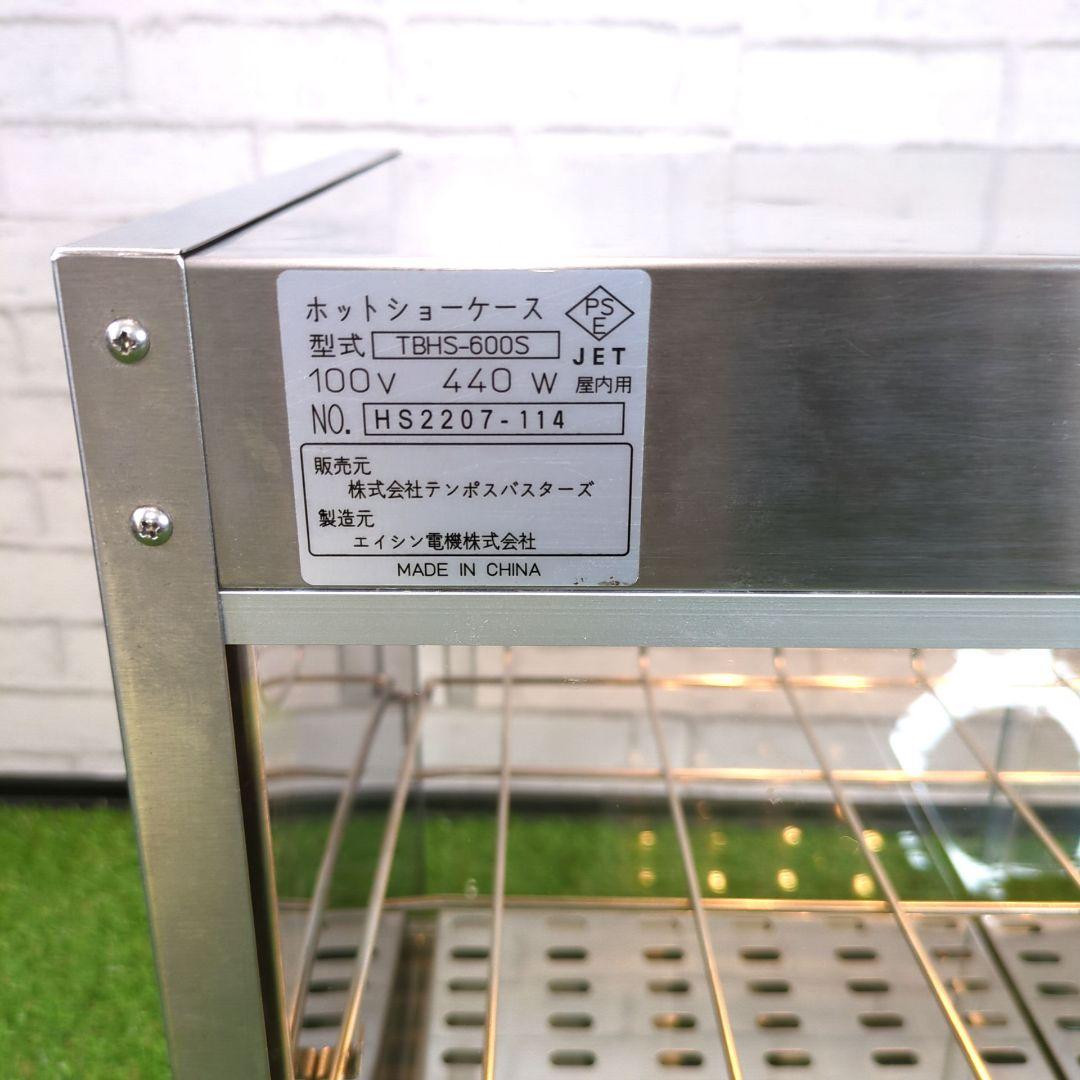 ホットショーケース
PS
E
JET
型式 TBHS-600S
100V 440W 屋内用
NO. HS2207-114
販売元
株式会社テンポスバスターズ
製造元
エイシン電機株式会社
MADE IN CHINA